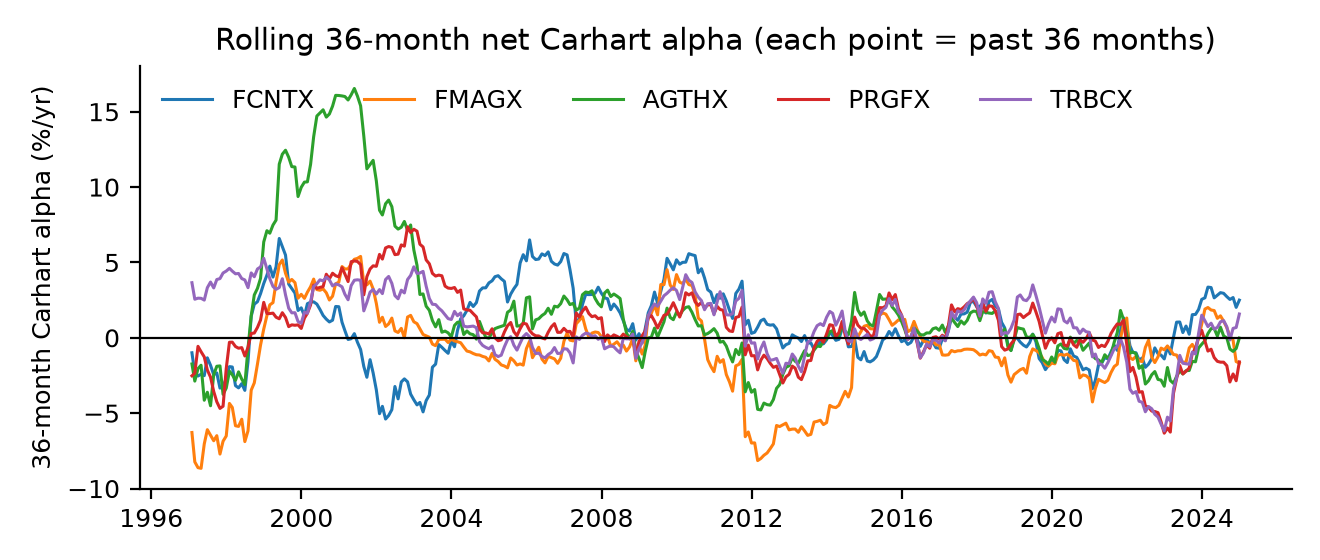 Rolling 36-month net Carhart alpha (each point = past 36 months)
FCNTX FMAGX AGTHX PRGFX TRBCX
36-month Carhart alpha (%/yr)
15
10
5
0
−5
−10
1996 2000 2004 2008 2012 2016 2020 2024